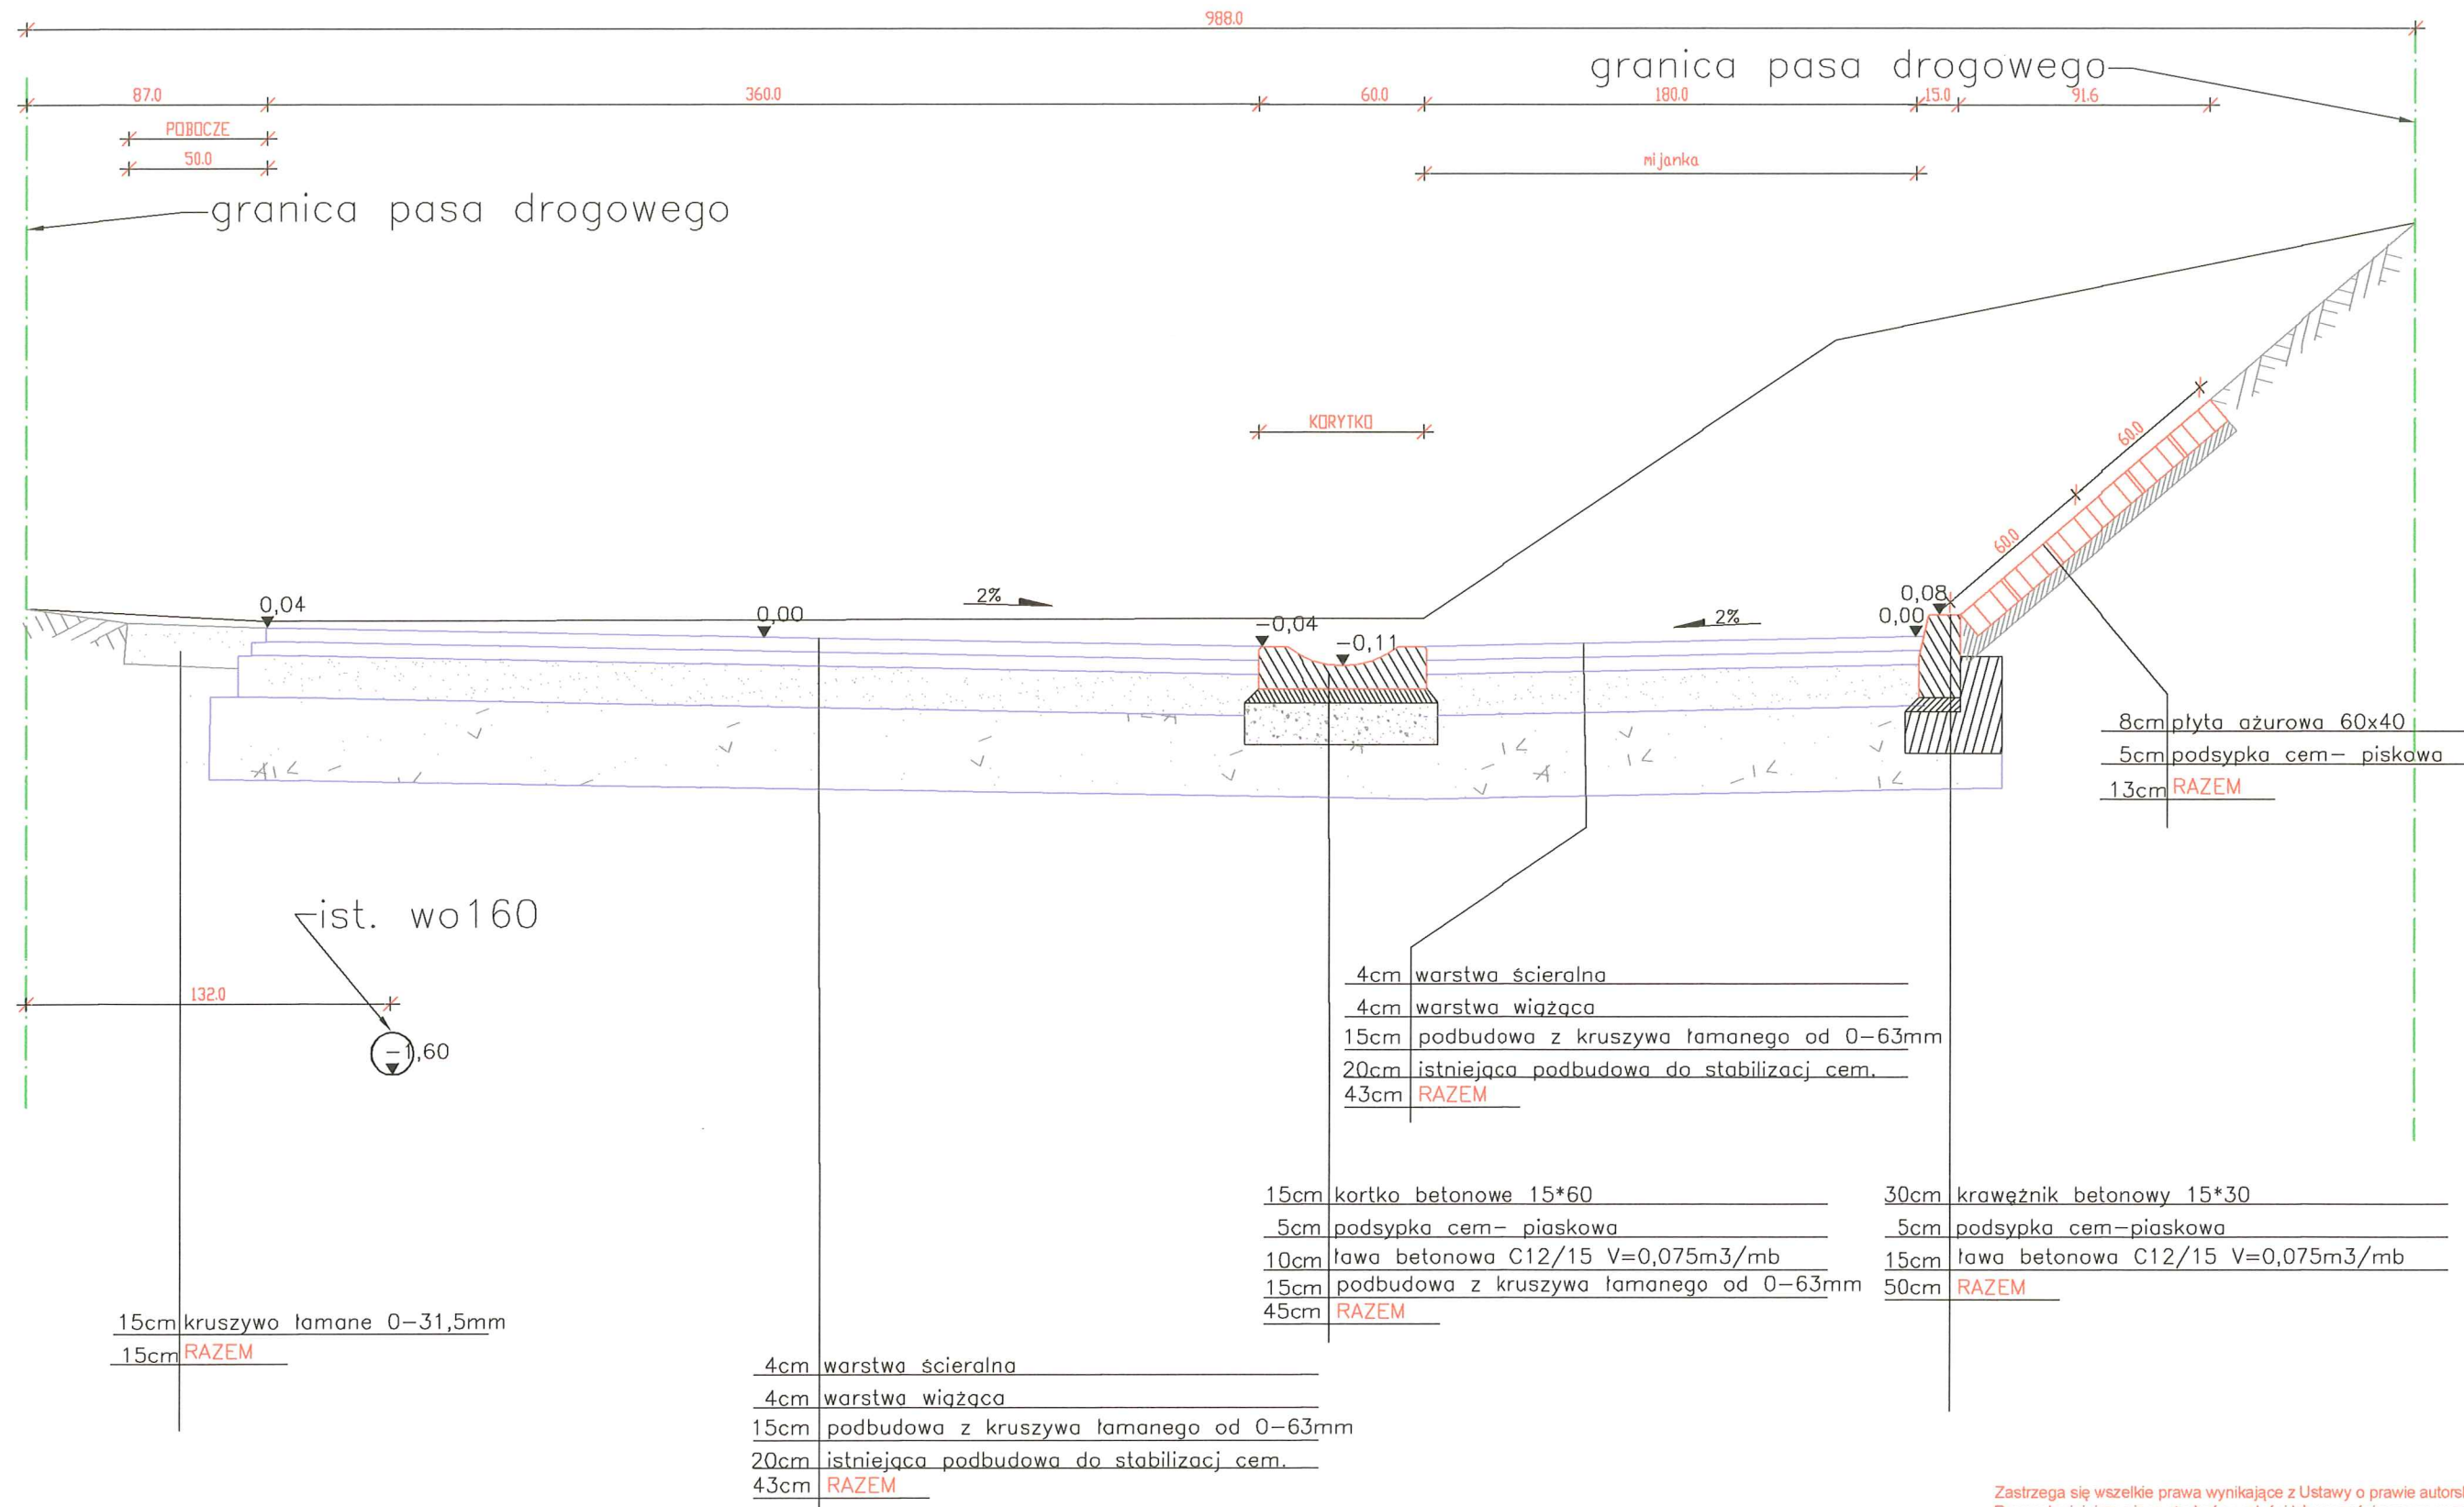 988.0
granica pasa drogowego
87.0 360.0 60.0 180.0 15.0 91.6
POBOCZE
50.0
mijanka
granica pasa drogowego
KORYTKO
60.0
60.0
0,04
0,00
2%
-0,04
-0,11
2%
0,08
0,00
8cm płyta ażurowa 60x40
5cm podsypka cem- piskowa
13cm RAZEM
ist. wo160
132.0
-1,60
4cm warstwa ścieralna
4cm warstwa wiążąca
15cm podbudowa z kruszywa łamanego od 0-63mm
20cm istniejąca podbudowa do stabilizacj cem.
43cm RAZEM
15cm kortko betonowe 15*60
5cm podsypka cem- piaskowa
10cm ława betonowa C12/15 V=0,075m3/mb
15cm podbudowa z kruszywa łamanego od 0-63mm
45cm RAZEM
30cm krawężnik betonowy 15*30
5cm podsypka cem-piaskowa
15cm ława betonowa C12/15 V=0,075m3/mb
50cm RAZEM
15cm kruszywo łamane 0-31,5mm
15cm RAZEM
4cm warstwa ścieralna
4cm warstwa wiążąca
15cm podbudowa z kruszywa łamanego od 0-63mm
20cm istniejąca podbudowa do stabilizacj cem.
43cm RAZEM
Zastrzega się wszelkie prawa wynikające z Ustawy o prawie autors